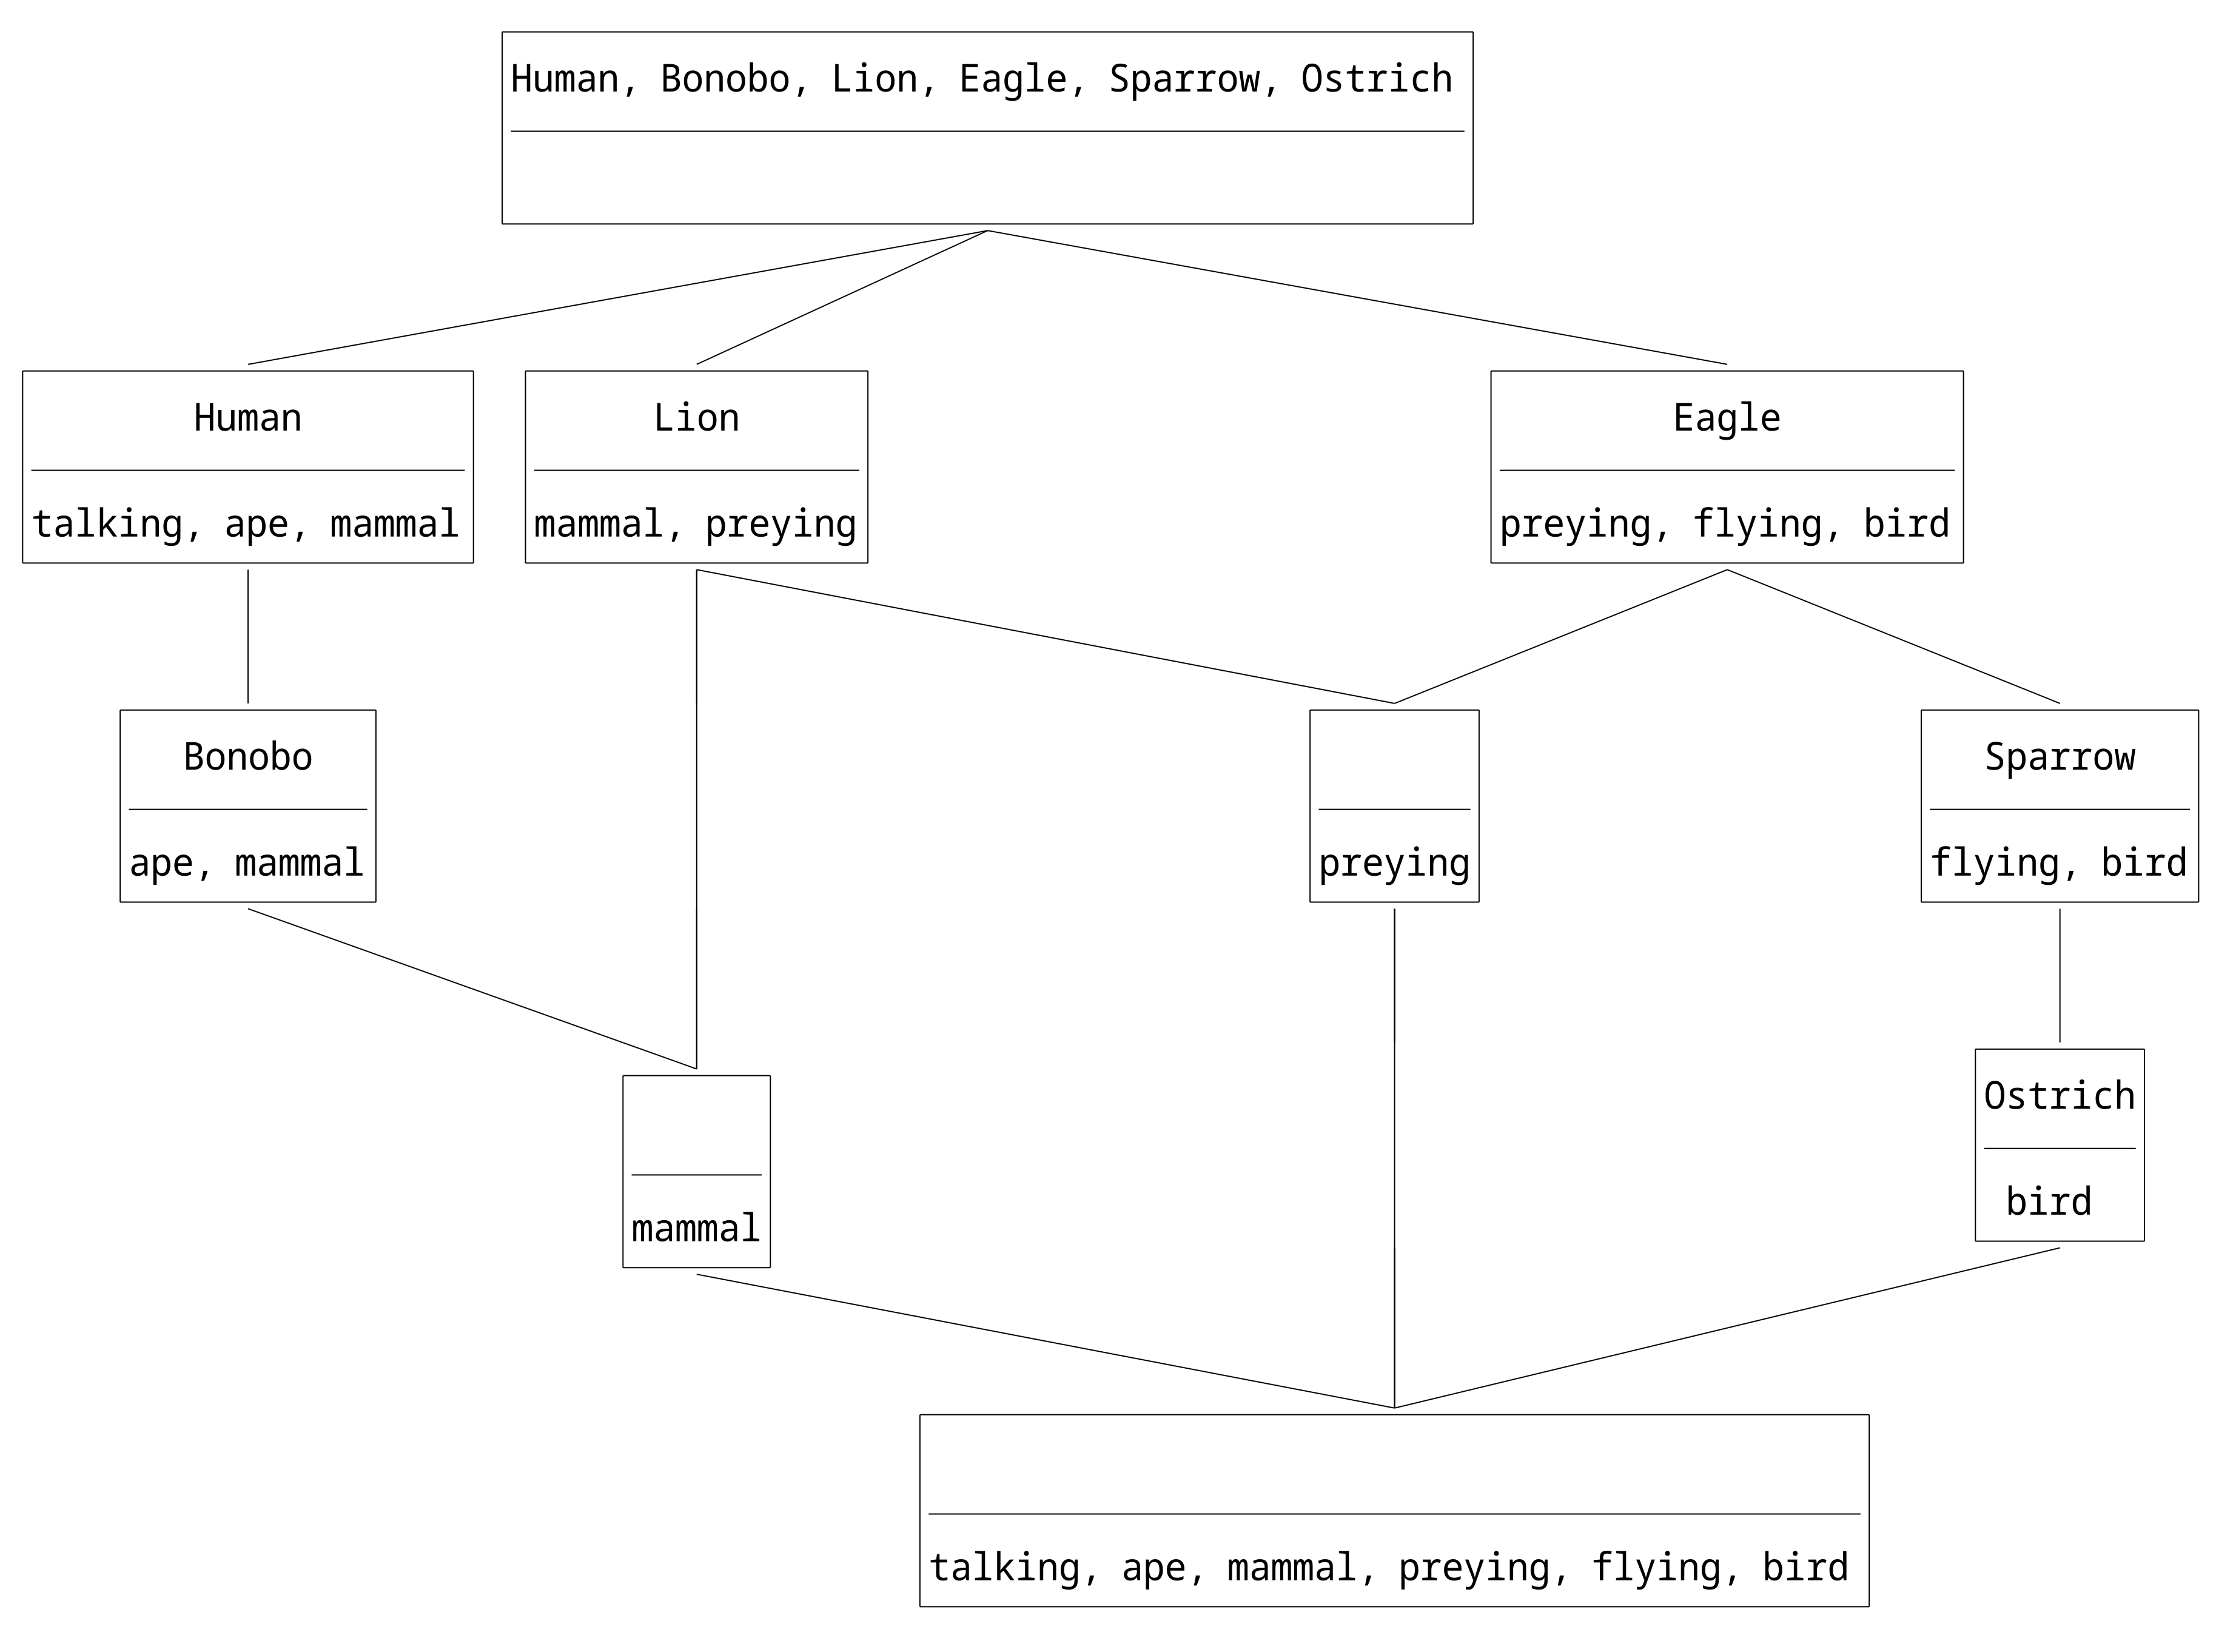 Human, Bonobo, Lion, Eagle, Sparrow, Ostrich
Human
talking, ape, mammal
Lion
mammal, preying
Eagle
preying, flying, bird
Bonobo
ape, mammal
preying
Sparrow
flying, bird
mammal
Ostrich
bird
talking, ape, mammal, preying, flying, bird